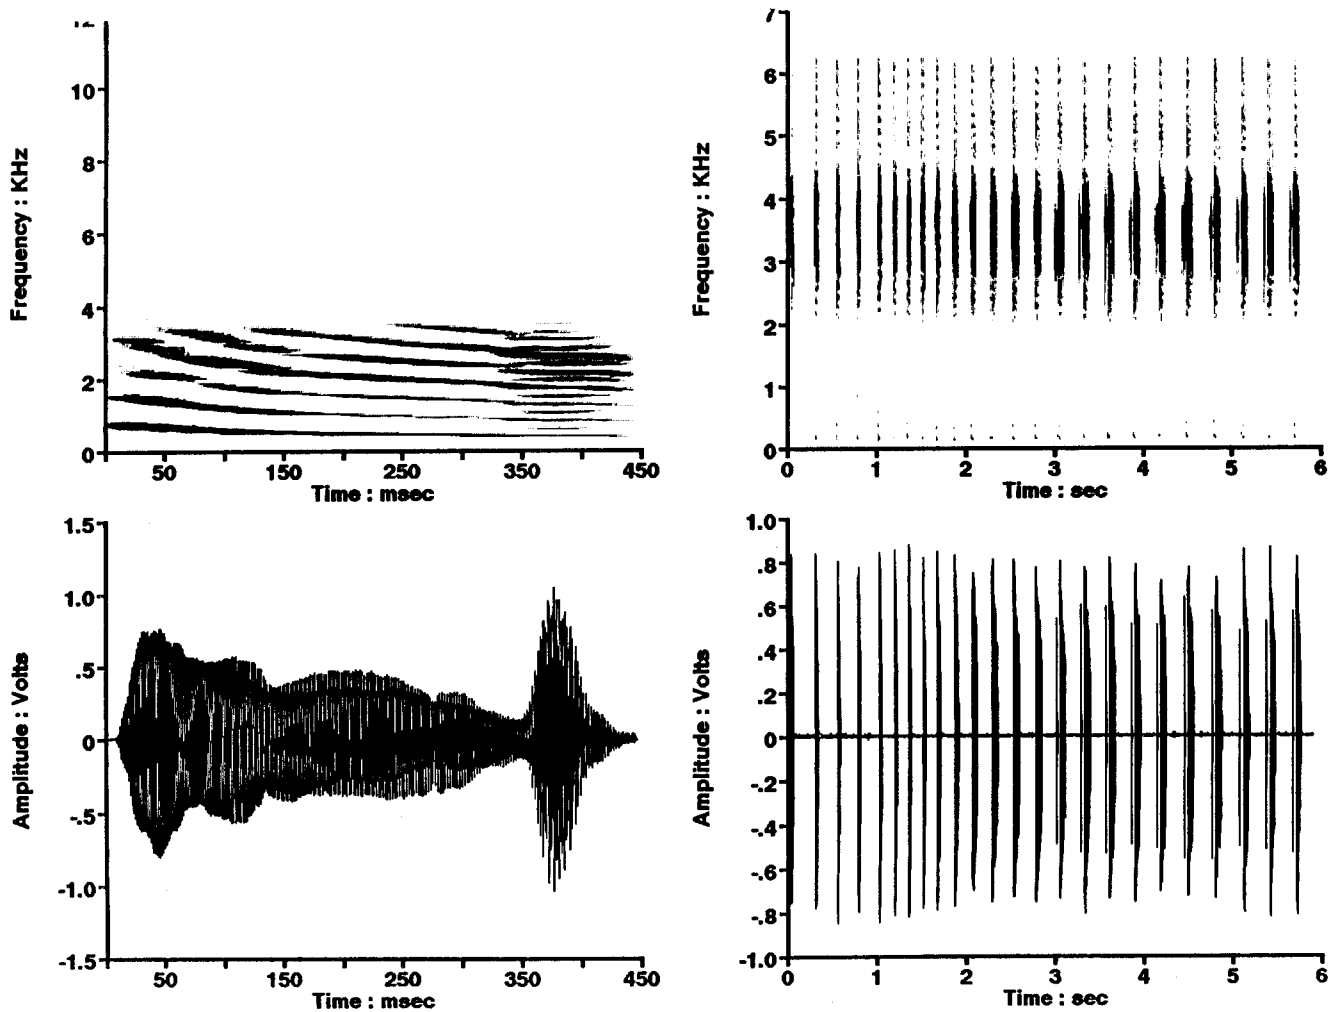 12
10
8
6
4
2
0
Frequency : KHz
50 150 250 350 450
Time : msec
7
6
5
4
3
2
1
0
Frequency : KHz
0 1 2 3 4 5 6
Time : sec
1.5
1.0
.5
0
-.5
-1.0
-1.5
Amplitude : Volts
50 150 250 350 450
Time : msec
1.0
.8
.6
.4
.2
0
-.2
-.4
-.6
-.8
-1.0
Amplitude : Volts
0 1 2 3 4 5 6
Time : sec